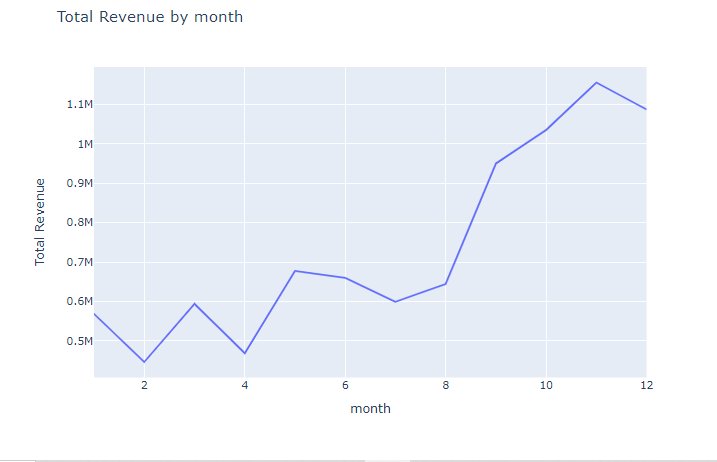 Total Revenue by month
1.1M
1M
0.9M
0.8M
0.7M
0.6M
0.5M
Total Revenue
2 4 6 8 10 12
month